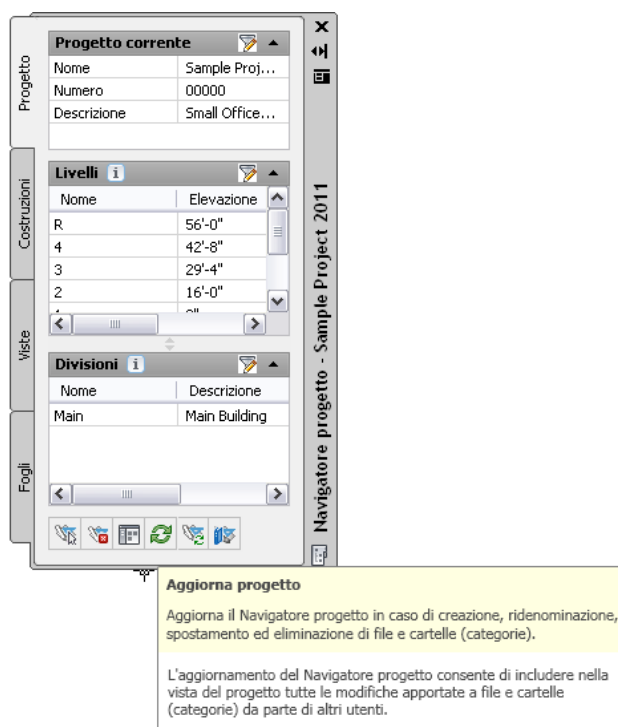 Progetto
Costruzioni
Viste
Fogli
Progetto corrente
Nome Sample Proj...
Numero 00000
Descrizione Small Office...
Livelli
Nome Elevazione
R 56'-0"
4 42'-8"
3 29'-4"
2 16'-0"
Divisioni
Nome Descrizione
Main Main Building
Navigatore progetto - Sample Project 2011
Aggiorna progetto
Aggiorna il Navigatore progetto in caso di creazione, ridenominazione,
spostamento ed eliminazione di file e cartelle (categorie).
L'aggiornamento del Navigatore progetto consente di includere nella
vista del progetto tutte le modifiche apportate a file e cartelle
(categorie) da parte di altri utenti.